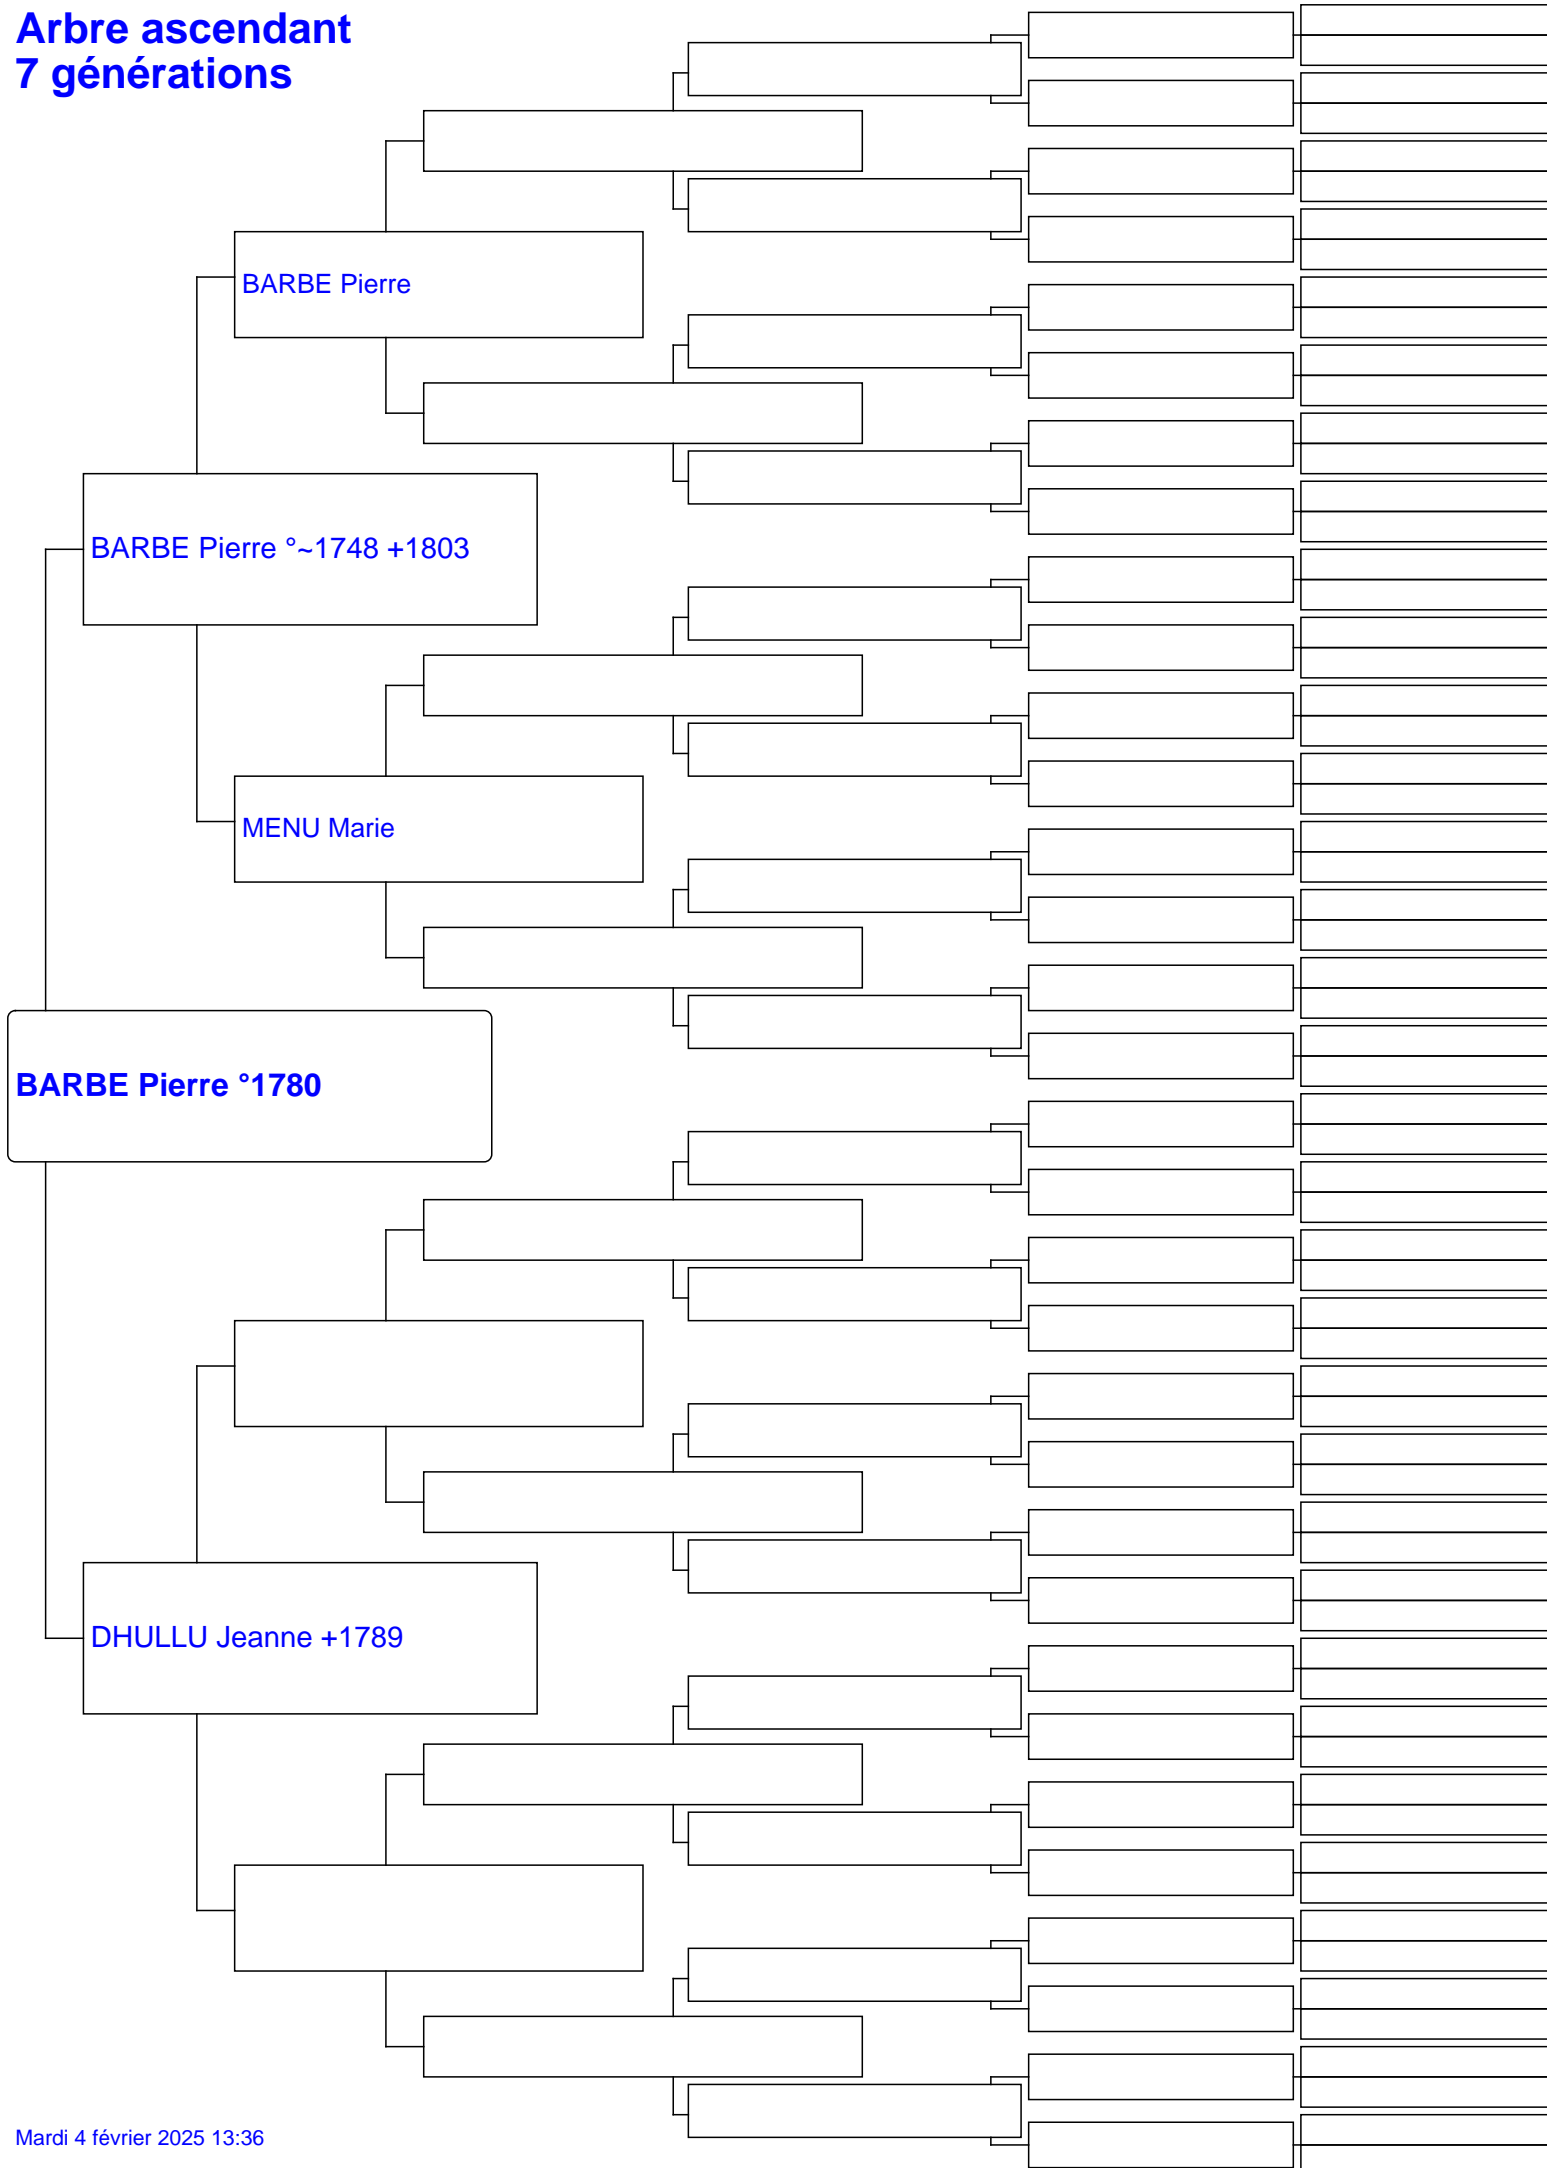 Arbre ascendant
7 générations
BARBE Pierre
BARBE Pierre °~1748 +1803
MENU Marie
BARBE Pierre °1780
DHULLU Jeanne +1789
Mardi 4 février 2025 13:36